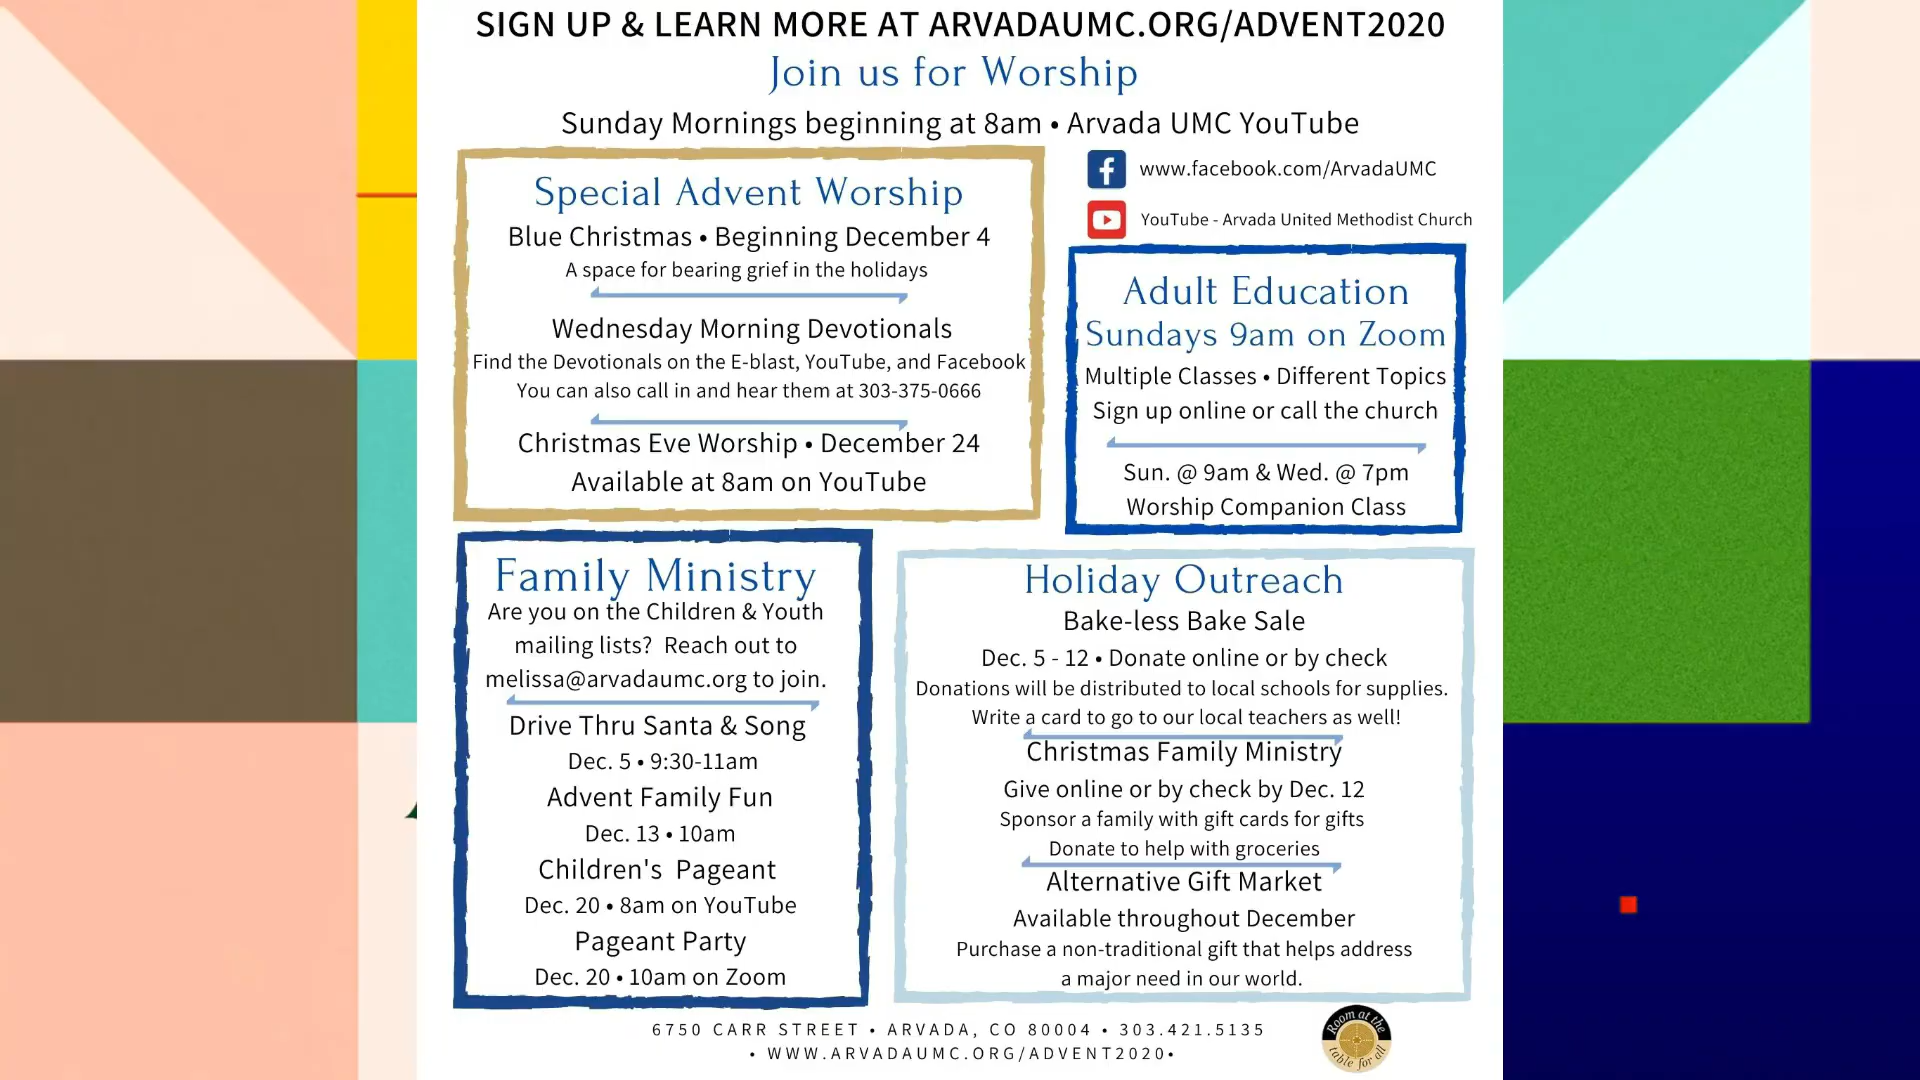 SIGN UP & LEARN MORE AT ARVADAUMC.ORG/ADVENT2020
Join us for Worship
Sunday Mornings beginning at 8am • Arvada UMC YouTube
www.facebook.com/ArvadaUMC
YouTube - Arvada United Methodist Church
Special Advent Worship
Blue Christmas • Beginning December 4
A space for bearing grief in the holidays
Wednesday Morning Devotionals
Find the Devotionals on the E-blast, YouTube, and Facebook
You can also call in and hear them at 303-375-0666
Christmas Eve Worship • December 24
Available at 8am on YouTube
Adult Education
Sundays 9am on Zoom
Multiple Classes • Different Topics
Sign up online or call the church
Sun. @ 9am & Wed. @ 7pm
Worship Companion Class
Family Ministry
Are you on the Children & Youth
mailing lists? Reach out to
melissa@arvadaumc.org to join.
Drive Thru Santa & Song
Dec. 5 • 9:30-11am
Advent Family Fun
Dec. 13 • 10am
Children's Pageant
Dec. 20 • 8am on YouTube
Pageant Party
Dec. 20 • 10am on Zoom
Holiday Outreach
Bake-less Bake Sale
Dec. 5 - 12 • Donate online or by check
Donations will be distributed to local schools for supplies.
Write a card to go to our local teachers as well!
Christmas Family Ministry
Give online or by check by Dec. 12
Sponsor a family with gift cards for gifts
Donate to help with groceries
Alternative Gift Market
Available throughout December
Purchase a non-traditional gift that helps address
a major need in our world.
6750 CARR STREET • ARVADA, CO 80004 • 303.421.5135
• WWW.ARVADAUMC.ORG/ADVENT2020•
Room at the
table for all